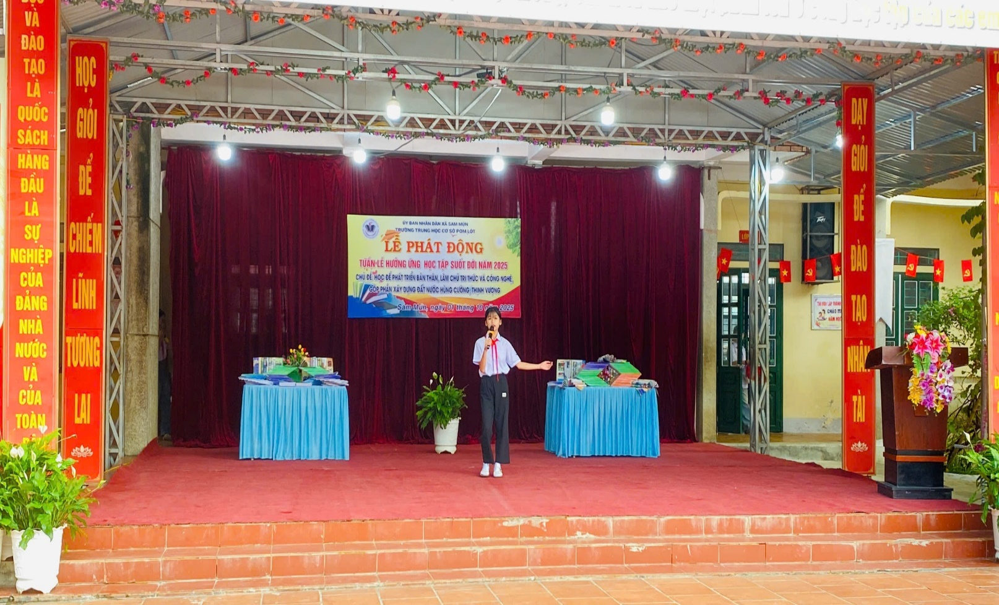 VÀ
ĐÀO
TẠO
LÀ
QUỐC
SÁCH
HÀNG
ĐẦU
LÀ
SỰ
NGHIỆP
CỦA
ĐẢNG
NHÀ
NƯỚC
VÀ
CỦA
TOÀN
HỌC
GIỎI
ĐỂ
CHIẾM
LĨNH
TƯƠNG
LAI
ỦY BAN NHÂN DÂN XÃ SAM MỨN
TRƯỜNG TRUNG HỌC CƠ SỞ POM LÓT
LỄ PHÁT ĐỘNG
TUẦN LỄ HƯỞNG ỨNG HỌC TẬP SUỐT ĐỜI NĂM 2025
CHỦ ĐỀ: HỌC ĐỂ PHÁT TRIỂN BẢN THÂN, LÀM CHỦ TRI THỨC VÀ CÔNG NGHỆ,
GÓP PHẦN XÂY DỰNG ĐẤT NƯỚC HÙNG CƯỜNG, THỊNH VƯỢNG
Sam Mứn, ngày 01 tháng 10 năm 2025
DẠY
GIỎI
ĐỂ
ĐÀO
TẠO
NHÂN
TÀI